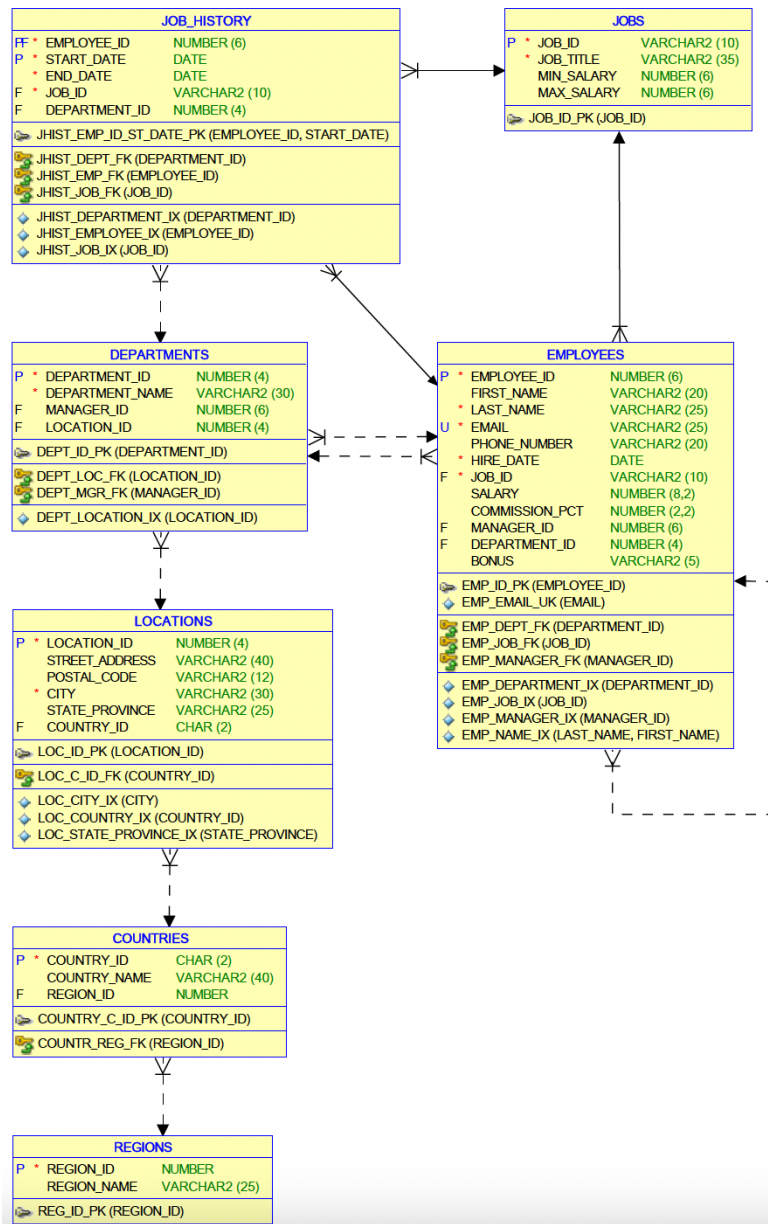 JOB_HISTORY
PF * EMPLOYEE_ID NUMBER (6)
P * START_DATE DATE
* END_DATE DATE
F * JOB_ID VARCHAR2 (10)
F DEPARTMENT_ID NUMBER (4)
JHIST_EMP_ID_ST_DATE_PK (EMPLOYEE_ID, START_DATE)
JHIST_DEPT_FK (DEPARTMENT_ID)
JHIST_EMP_FK (EMPLOYEE_ID)
JHIST_JOB_FK (JOB_ID)
JHIST_DEPARTMENT_IX (DEPARTMENT_ID)
JHIST_EMPLOYEE_IX (EMPLOYEE_ID)
JHIST_JOB_IX (JOB_ID)
JOBS
P * JOB_ID VARCHAR2 (10)
* JOB_TITLE VARCHAR2 (35)
MIN_SALARY NUMBER (6)
MAX_SALARY NUMBER (6)
JOB_ID_PK (JOB_ID)
DEPARTMENTS
P * DEPARTMENT_ID NUMBER (4)
* DEPARTMENT_NAME VARCHAR2 (30)
F MANAGER_ID NUMBER (6)
F LOCATION_ID NUMBER (4)
DEPT_ID_PK (DEPARTMENT_ID)
DEPT_LOC_FK (LOCATION_ID)
DEPT_MGR_FK (MANAGER_ID)
DEPT_LOCATION_IX (LOCATION_ID)
EMPLOYEES
P * EMPLOYEE_ID NUMBER (6)
FIRST_NAME VARCHAR2 (20)
* LAST_NAME VARCHAR2 (25)
U * EMAIL VARCHAR2 (25)
PHONE_NUMBER VARCHAR2 (20)
* HIRE_DATE DATE
F * JOB_ID VARCHAR2 (10)
SALARY NUMBER (8,2)
COMMISSION_PCT NUMBER (2,2)
F MANAGER_ID NUMBER (6)
F DEPARTMENT_ID NUMBER (4)
BONUS VARCHAR2 (5)
EMP_ID_PK (EMPLOYEE_ID)
EMP_EMAIL_UK (EMAIL)
EMP_DEPT_FK (DEPARTMENT_ID)
EMP_JOB_FK (JOB_ID)
EMP_MANAGER_FK (MANAGER_ID)
EMP_DEPARTMENT_IX (DEPARTMENT_ID)
EMP_JOB_IX (JOB_ID)
EMP_MANAGER_IX (MANAGER_ID)
EMP_NAME_IX (LAST_NAME, FIRST_NAME)
LOCATIONS
P * LOCATION_ID NUMBER (4)
STREET_ADDRESS VARCHAR2 (40)
POSTAL_CODE VARCHAR2 (12)
* CITY VARCHAR2 (30)
STATE_PROVINCE VARCHAR2 (25)
F COUNTRY_ID CHAR (2)
LOC_ID_PK (LOCATION_ID)
LOC_C_ID_FK (COUNTRY_ID)
LOC_CITY_IX (CITY)
LOC_COUNTRY_IX (COUNTRY_ID)
LOC_STATE_PROVINCE_IX (STATE_PROVINCE)
COUNTRIES
P * COUNTRY_ID CHAR (2)
COUNTRY_NAME VARCHAR2 (40)
F REGION_ID NUMBER
COUNTRY_C_ID_PK (COUNTRY_ID)
COUNTR_REG_FK (REGION_ID)
REGIONS
P * REGION_ID NUMBER
REGION_NAME VARCHAR2 (25)
REG_ID_PK (REGION_ID)